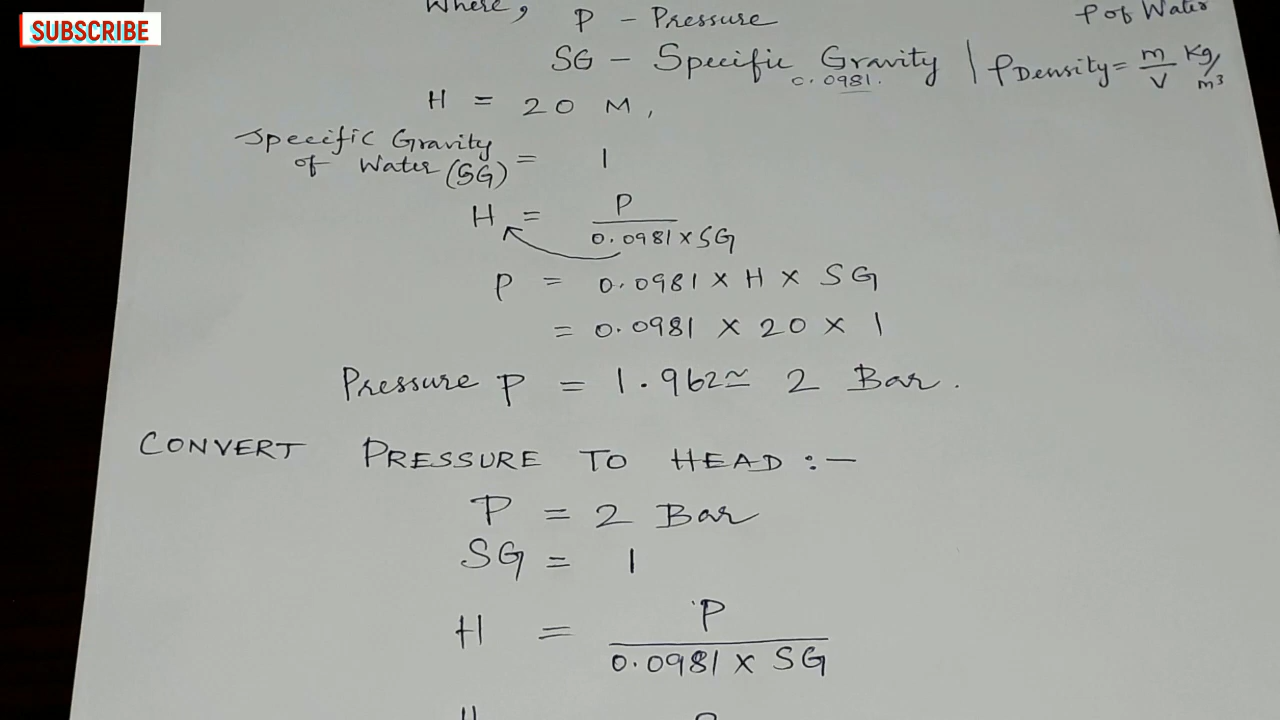 SUBSCRIBE
Where, P - Pressure
ρ of Water
SG - Specific Gravity | ρ Density = m/V Kg/m³
0.0981.
H = 20 M,
Specific Gravity of Water (SG) = 1
H = P / 0.0981 × SG
P = 0.0981 × H × SG
= 0.0981 × 20 × 1
Pressure P = 1.962 ≃ 2 Bar.
CONVERT PRESSURE TO HEAD :-
P = 2 Bar
SG = 1
H = P / 0.0981 × SG